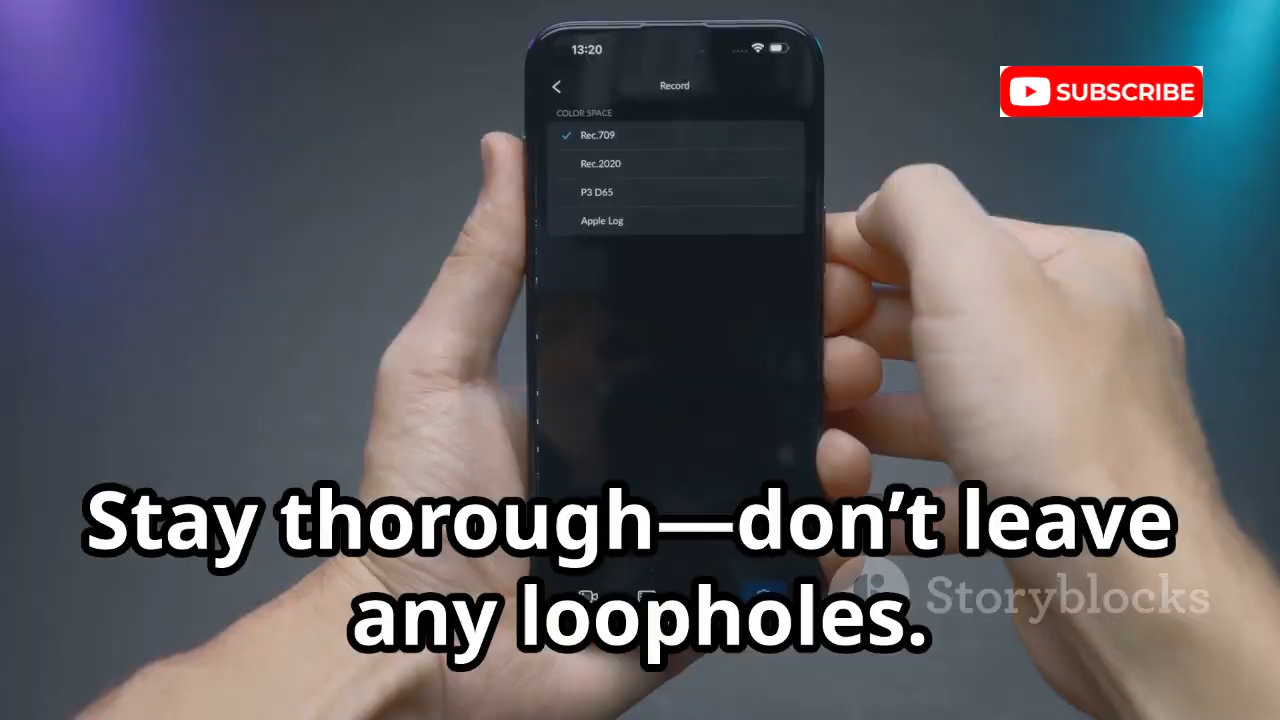 13:20
Record
SUBSCRIBE
COLOR SPACE
Rec.709
Rec.2020
P3 D65
Apple Log
Stay thorough—don’t leave
any loopholes.
Storyblocks